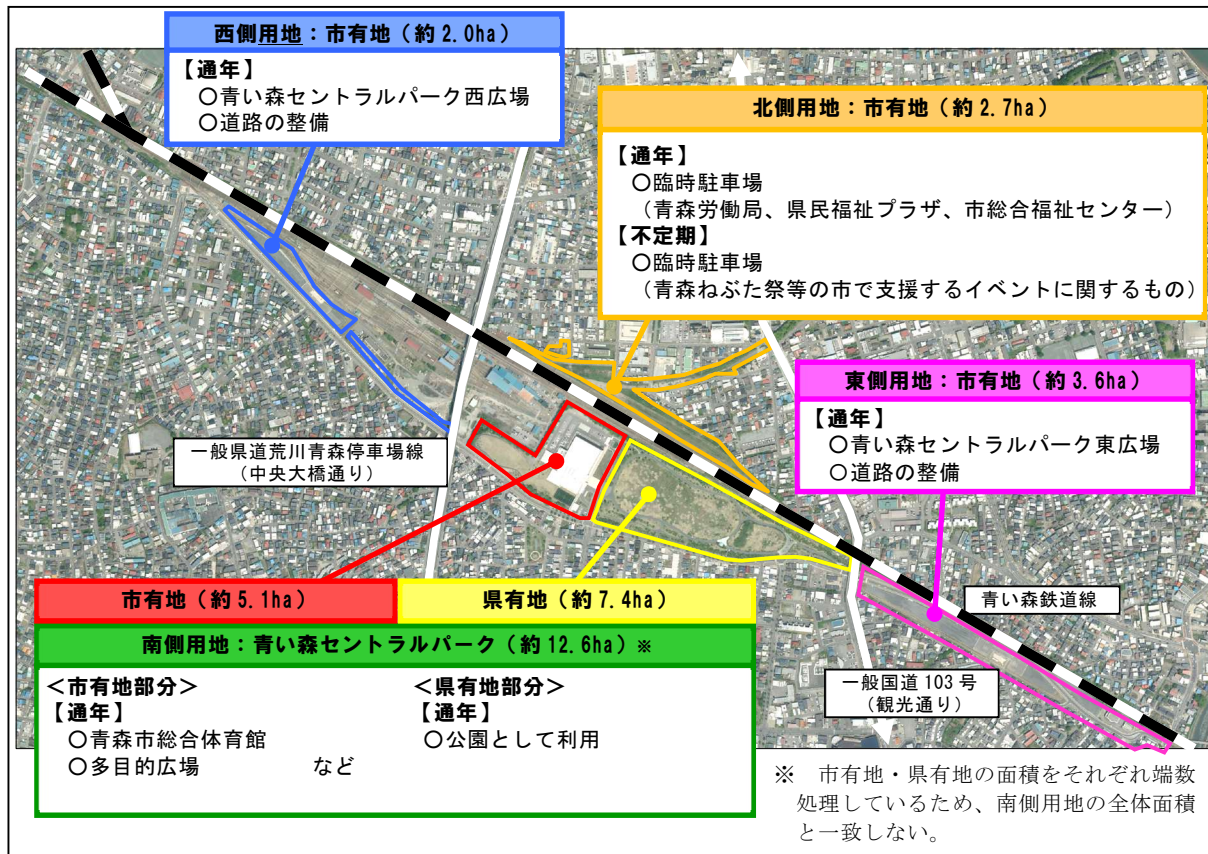 西側用地：市有地（約2.0ha）
【通年】
○青い森セントラルパーク西広場
○道路の整備
北側用地：市有地（約2.7ha）
【通年】
○臨時駐車場
（青森労働局、県民福祉プラザ、市総合福祉センター）
【不定期】
○臨時駐車場
（青森ねぶた祭等の市で支援するイベントに関するもの）
東側用地：市有地（約3.6ha）
【通年】
○青い森セントラルパーク東広場
○道路の整備
一般県道荒川青森停車場線
（中央大橋通り）
青い森鉄道線
一般国道103号
（観光通り）
市有地（約5.1ha）
県有地（約7.4ha）
南側用地：青い森セントラルパーク（約12.6ha）※
＜市有地部分＞
【通年】
○青森市総合体育館
○多目的広場　　　など
＜県有地部分＞
【通年】
○公園として利用
※　市有地・県有地の面積をそれぞれ端数
処理しているため、南側用地の全体面積
と一致しない。